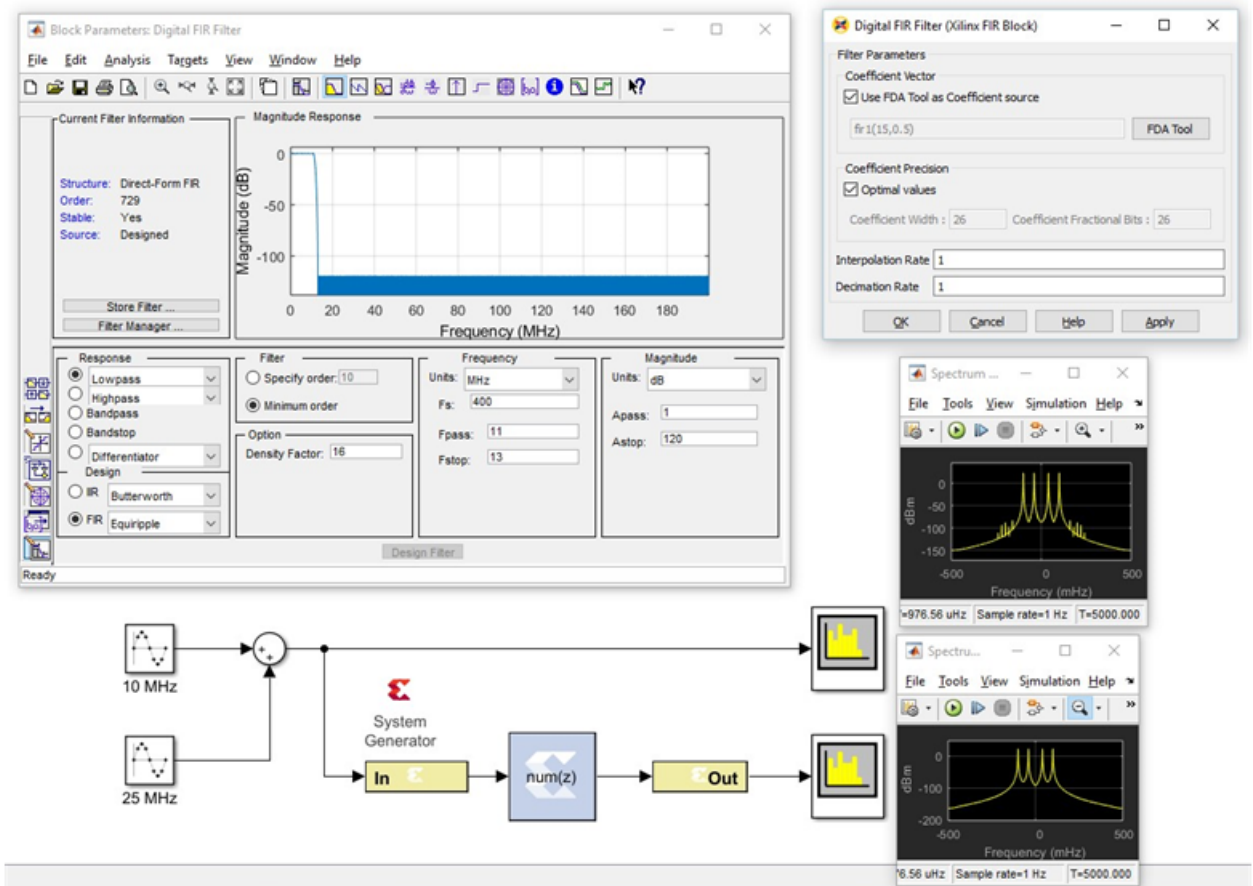 Block Parameters: Digital FIR Filter
File Edit Analysis Targets View Window Help
Current Filter Information
Structure: Direct-Form FIR
Order: 729
Stable: Yes
Source: Designed
Store Filter ...
Filter Manager ...
Magnitude Response
Magnitude (dB)
0
-50
-100
0 20 40 60 80 100 120 140 160 180
Frequency (MHz)
Response
Lowpass
Highpass
Bandpass
Bandstop
Differentiator
Design
IIR Butterworth
FIR Equiripple
Filter
Specify order: 10
Minimum order
Option
Density Factor: 16
Frequency
Units: MHz
Fs: 400
Fpass: 11
Fstop: 13
Magnitude
Units: dB
Apass: 1
Astop: 120
Design Filter
Ready
Digital FIR Filter (Xilinx FIR Block)
Filter Parameters
Coefficient Vector
Use FDA Tool as Coefficient source
fir1(15,0.5)
FDA Tool
Coefficient Precision
Optimal values
Coefficient Width : 26 Coefficient Fractional Bits : 26
Interpolation Rate 1
Decimation Rate 1
OK Cancel Help Apply
Spectrum ...
File Tools View Simulation Help
dBm
0
-50
-100
-150
-500 0 500
Frequency (mHz)
=976.56 uHz Sample rate=1 Hz T=5000.000
Spectru...
File Tools View Simulation Help
dBm
0
-100
-200
-500 0 500
Frequency (mHz)
6.56 uHz Sample rate=1 Hz T=5000.000
10 MHz
25 MHz
System
Generator
In
num(z)
Out